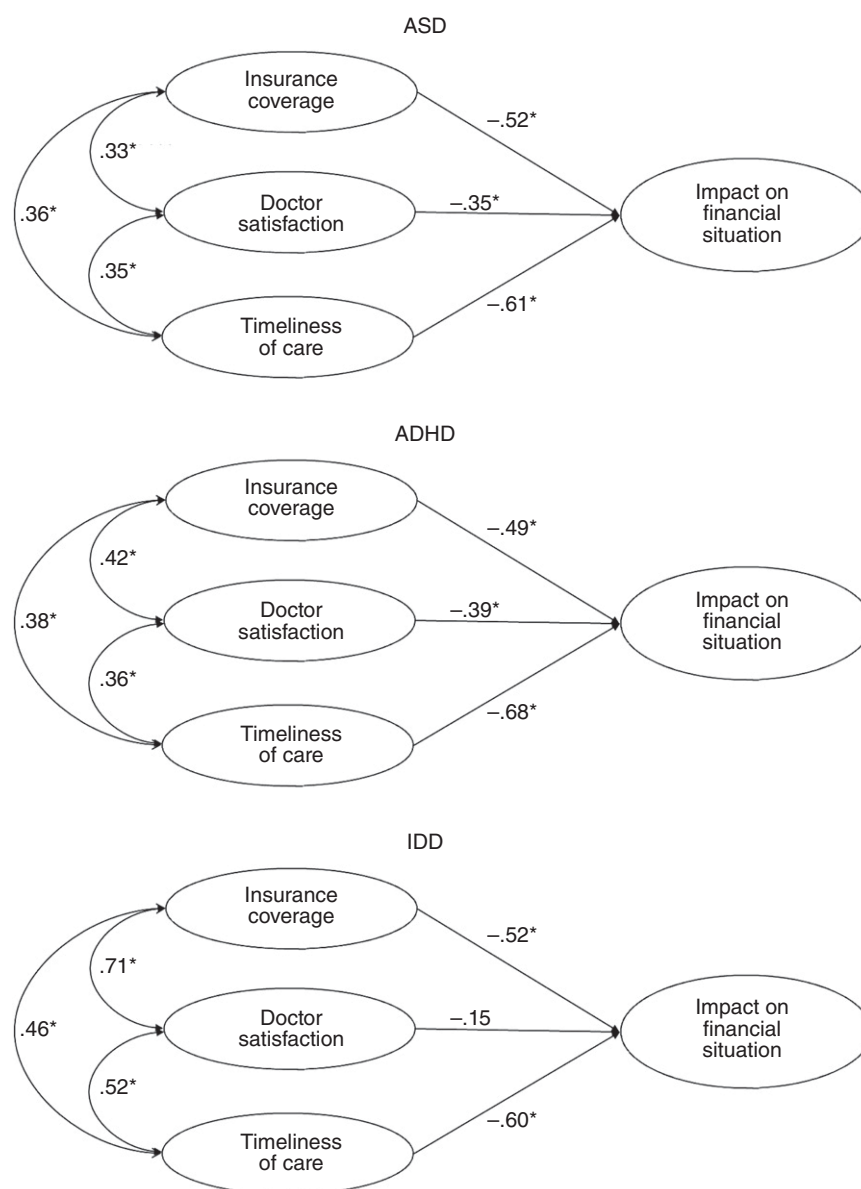 ASD
Insurance
coverage
–.52*
.33*
Doctor
satisfaction
–.35*
Impact on
financial
situation
.36*
.35*
Timeliness
of care
–.61*
ADHD
Insurance
coverage
–.49*
.42*
Doctor
satisfaction
–.39*
Impact on
financial
situation
.38*
.36*
Timeliness
of care
–.68*
IDD
Insurance
coverage
–.52*
.71*
Doctor
satisfaction
–.15
Impact on
financial
situation
.46*
.52*
Timeliness
of care
–.60*